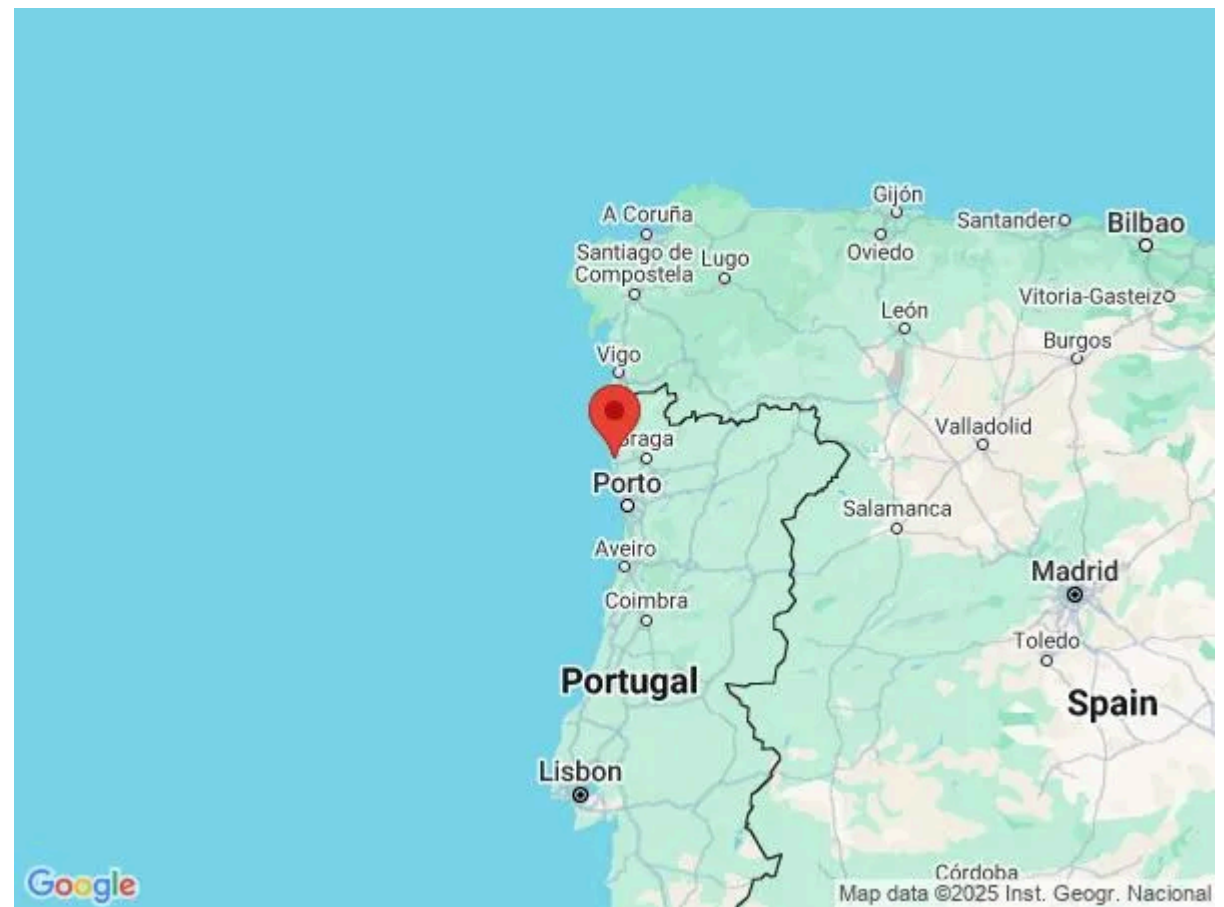 Gijón
A Coruña
Santander
Bilbao
Santiago de
Compostela
Lugo
Oviedo
Vitoria-Gasteiz
León
Burgos
Vigo
Valladolid
raga
Porto
Salamanca
Aveiro
Madrid
Coimbra
Toledo
Portugal
Spain
Lisbon
Córdoba
Google
Map data ©2025 Inst. Geogr. Nacional